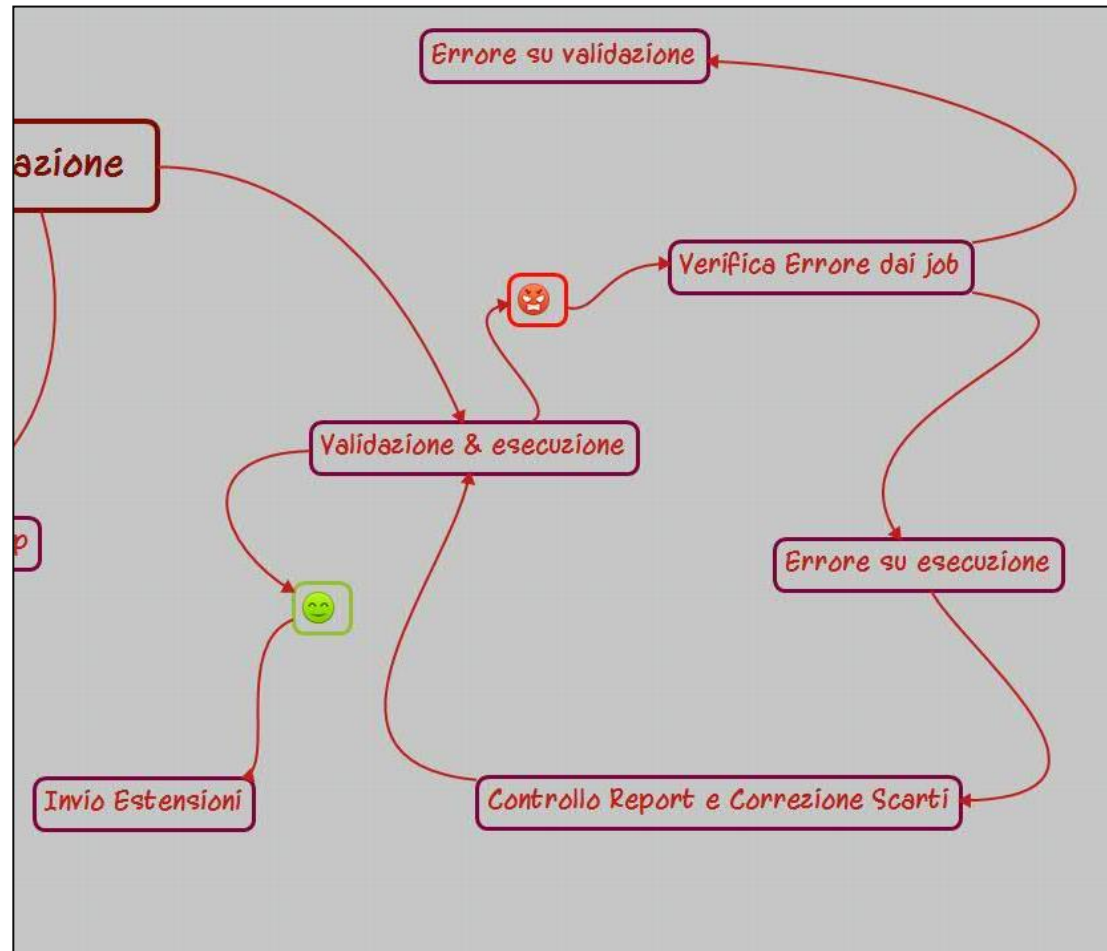 Errore su validazione
azione
Verifica Errore dai job
Validazione & esecuzione
p
Errore su esecuzione
Invio Estensioni
Controllo Report e Correzione Scarti